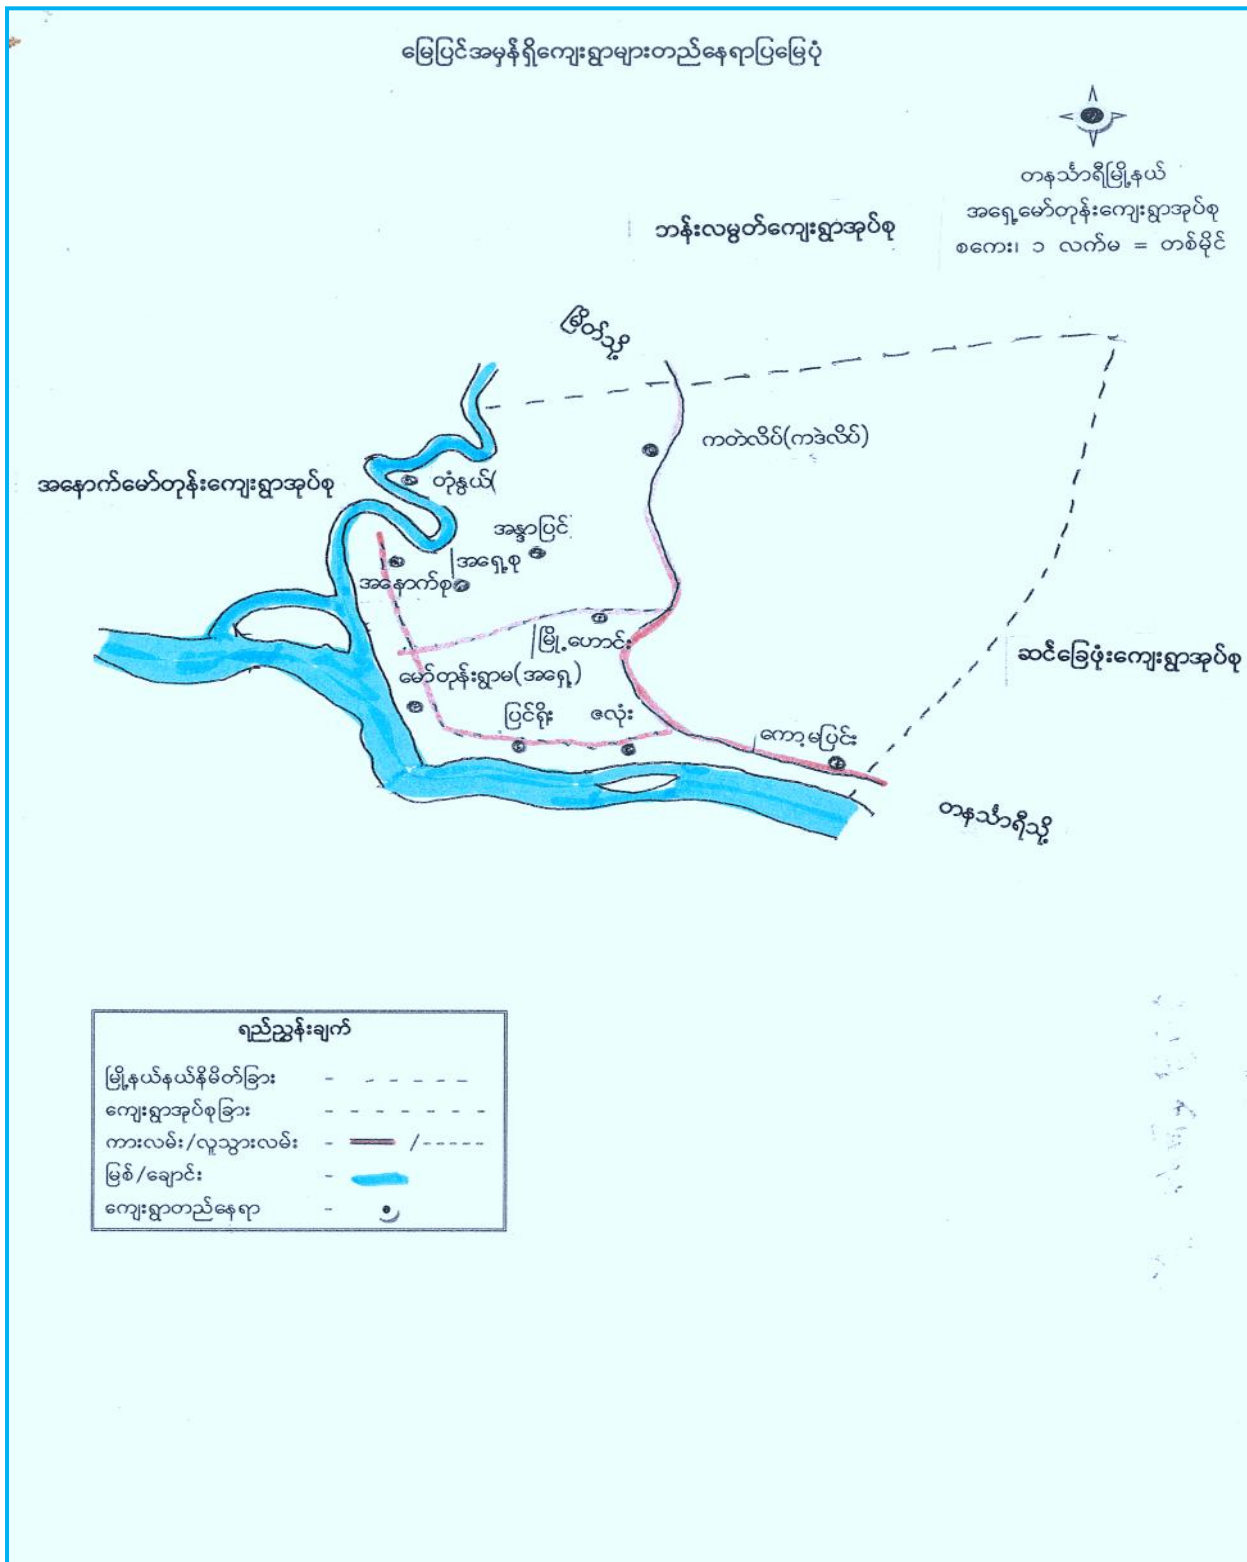 မြေပြင်အမှန်ရှိကျေးရွာများတည်နေရာပြမြေပုံ
တနင်္သာရီမြို့နယ်
အရှေ့မော်တုန်းကျေးရွာအုပ်စု
စကေး၊ ၁ လက်မ = တစ်မိုင်
ဘန်းလမွတ်ကျေးရွာအုပ်စု
မြိတ်သို့
ကတဲလိပ်(ကဒဲလိပ်)
အနောက်မော်တုန်းကျေးရွာအုပ်စု
တုံနွယ်(
အန္ဒာပြင်
အရှေ့စု
အနောက်စု
မြို့ဟောင်း
ဆင်ခြေဖုံးကျေးရွာအုပ်စု
မော်တုန်းရွာမ(အရှေ့)
ပြင်ရိုး
ဇလုံး
ကော့မပြင်း
တနင်္သာရီသို့
ရည်ညွှန်းချက်
မြို့နယ်နယ်နိမိတ်ခြား -
ကျေးရွာအုပ်စုခြား -
ကားလမ်း/လူသွားလမ်း - /
မြစ်/ချောင်း -
ကျေးရွာတည်နေရာ -